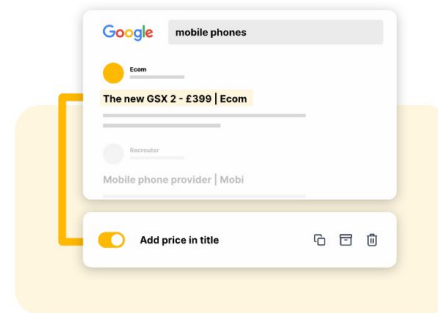 Google mobile phones
Ecom
The new GSX 2 - £399 | Ecom
Mobile phone provider | Mobi
Add price in title